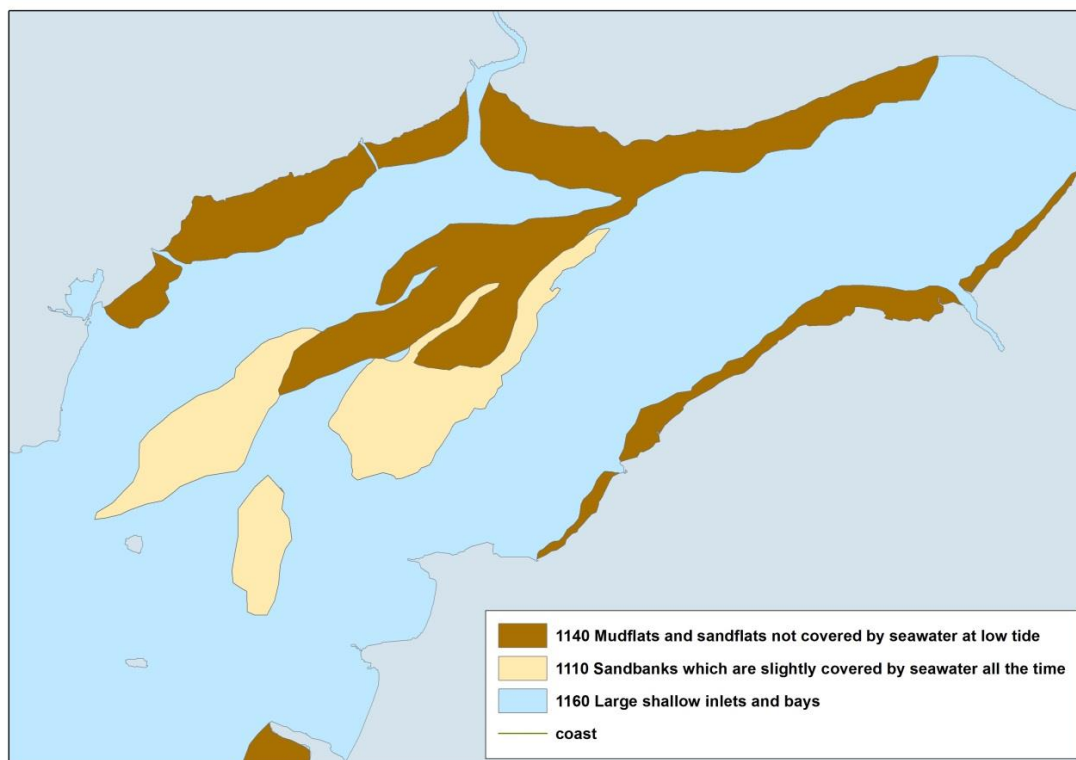 1140 Mudflats and sandflats not covered by seawater at low tide
1110 Sandbanks which are slightly covered by seawater all the time
1160 Large shallow inlets and bays
coast